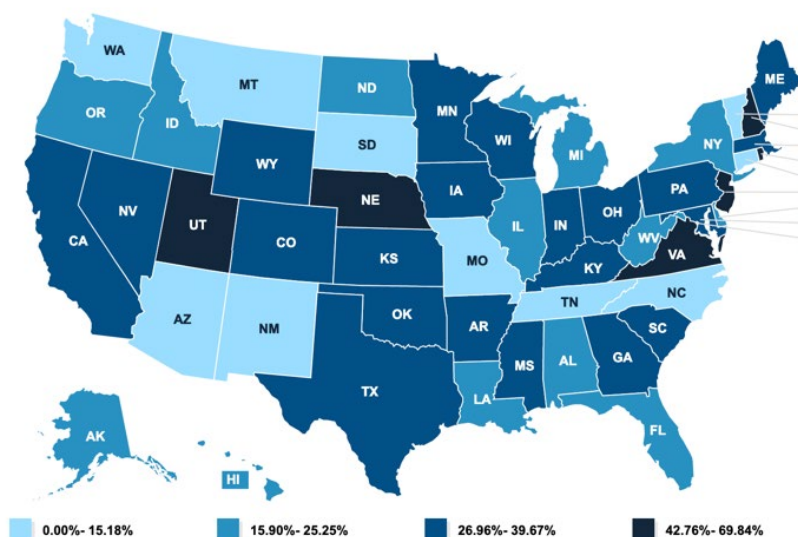 WA
MT
ND
MN
ME
OR
ID
SD
WI
MI
NY
WY
IA
NE
PA
NV
UT
CO
IL
IN
OH
WV
VA
CA
KS
MO
KY
NC
TN
AZ
NM
OK
AR
SC
MS
AL
GA
TX
LA
FL
AK
HI
0.00%- 15.18% 15.90%- 25.25% 26.96%- 39.67% 42.76%- 69.84%